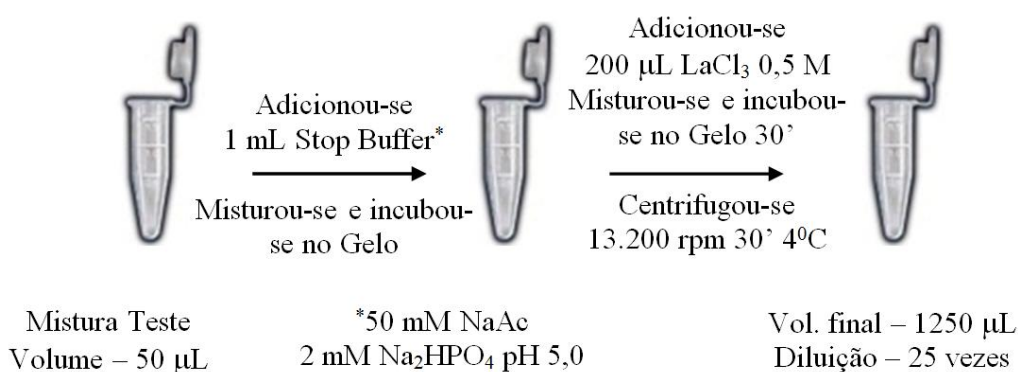 Adicionou-se
1 mL Stop Buffer*
Misturou-se e incubou-
se no Gelo
Adicionou-se
200 μL LaCl₃ 0,5 M
Misturou-se e incubou-
se no Gelo 30’
Centrifugou-se
13.200 rpm 30’ 4⁰C
Mistura Teste
Volume – 50 μL
*50 mM NaAc
2 mM Na₂HPO₄ pH 5,0
Vol. final – 1250 μL
Diluição – 25 vezes